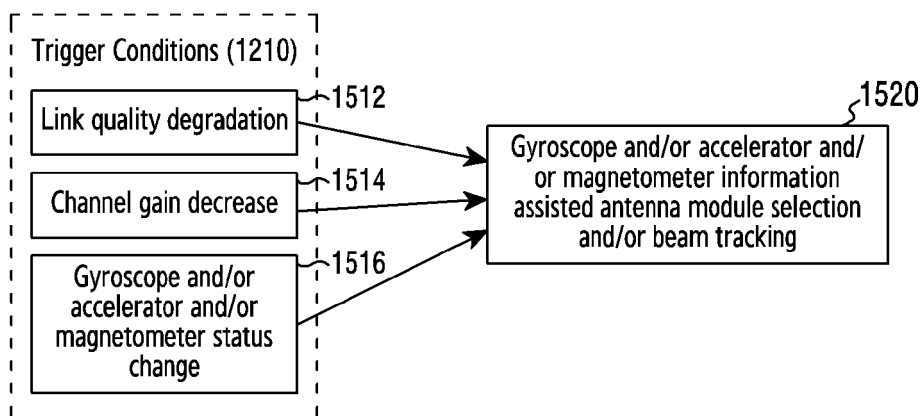 Trigger Conditions (1210)
1512
Link quality degradation
1514
Channel gain decrease
1516
Gyroscope and/or
accelerator and/or
magnetometer status
change
1520
Gyroscope and/or accelerator and/
or magnetometer information
assisted antenna module selection
and/or beam tracking